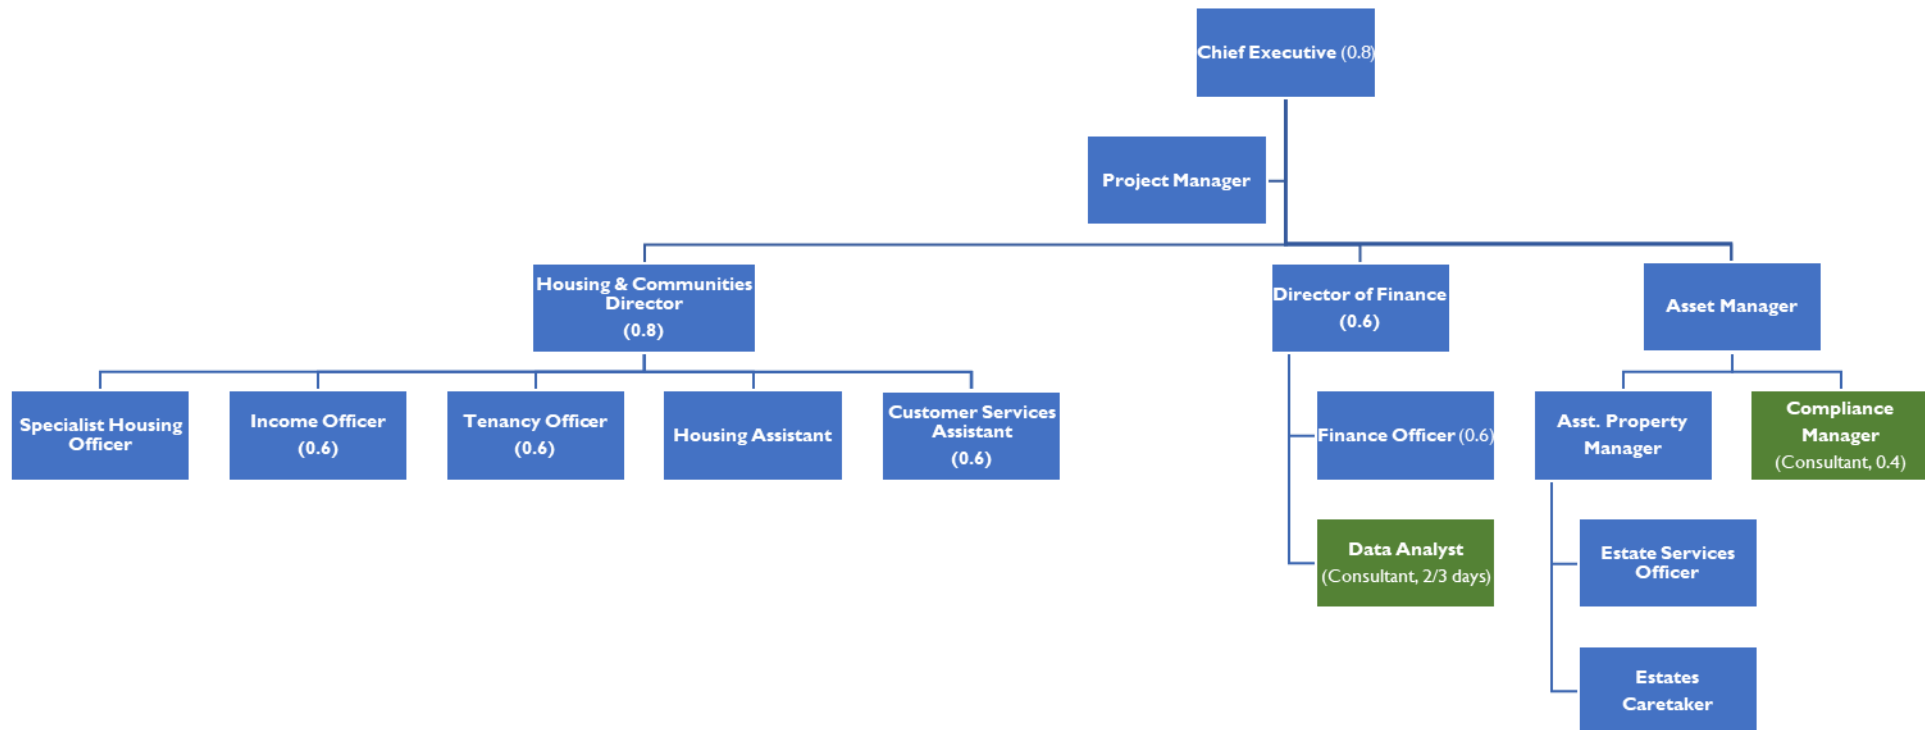 Chief Executive (0.8)
Project Manager
Housing & Communities
Director
(0.8)
Director of Finance
(0.6)
Asset Manager
Specialist Housing
Officer
Income Officer
(0.6)
Tenancy Officer
(0.6)
Housing Assistant
Customer Services
Assistant
(0.6)
Finance Officer (0.6)
Asst. Property
Manager
Compliance
Manager
(Consultant, 0.4)
Data Analyst
(Consultant, 2/3 days)
Estate Services
Officer
Estates
Caretaker